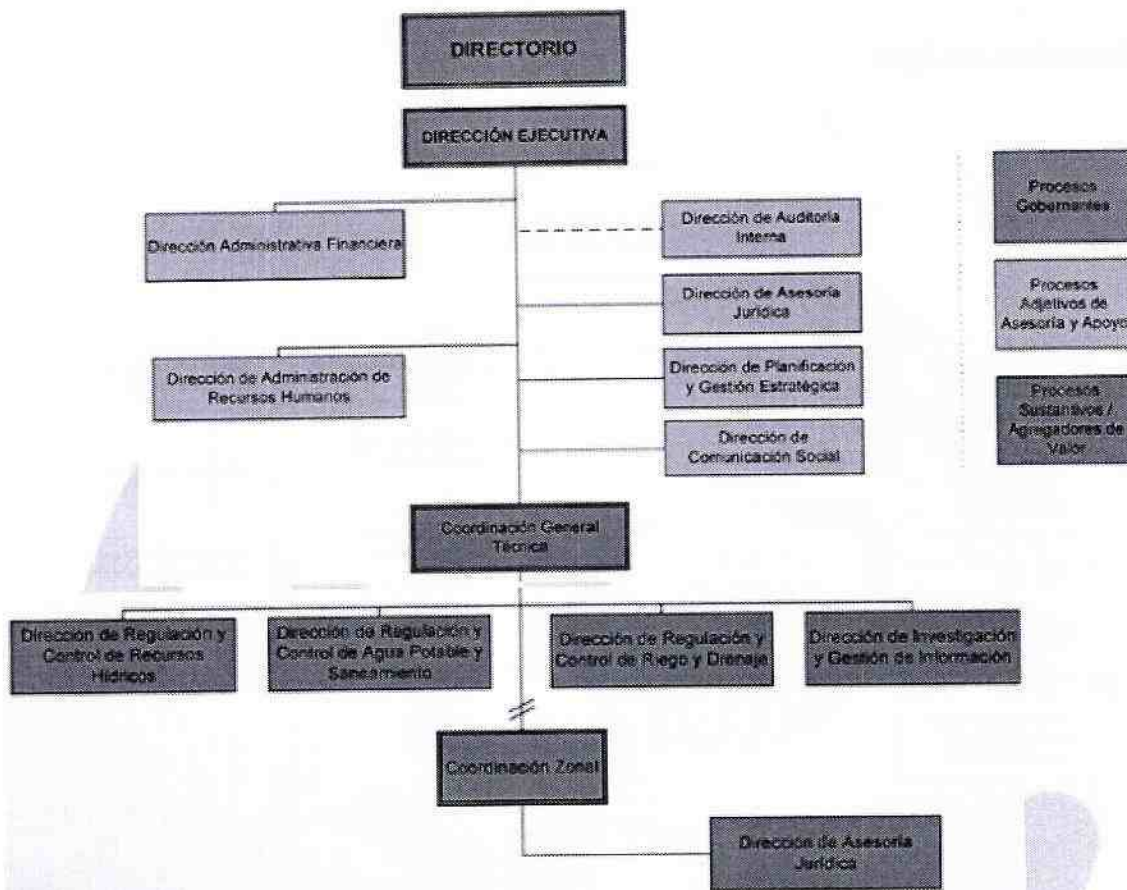 DIRECTORIO
DIRECCIÓN EJECUTIVA
Dirección Administrativa Financiera
Dirección de Auditoría
Interna
Dirección de Asesoría
Jurídica
Dirección de Administración de
Recursos Humanos
Dirección de Planificación
y Gestión Estratégica
Dirección de
Comunicación Social
Procesos
Gobernantes
Procesos
Adjetivos de
Asesoría y Apoyo
Procesos
Sustantivos /
Agregadores de
Valor
Coordinación General
Técnica
Dirección de Regulación y
Control de Recursos
Hídricos
Dirección de Regulación y
Control de Agua Potable y
Saneamiento
Dirección de Regulación y
Control de Riego y Drenaje
Dirección de Investigación
y Gestión de Información
Coordinación Zonal
Dirección de Asesoría
Jurídica